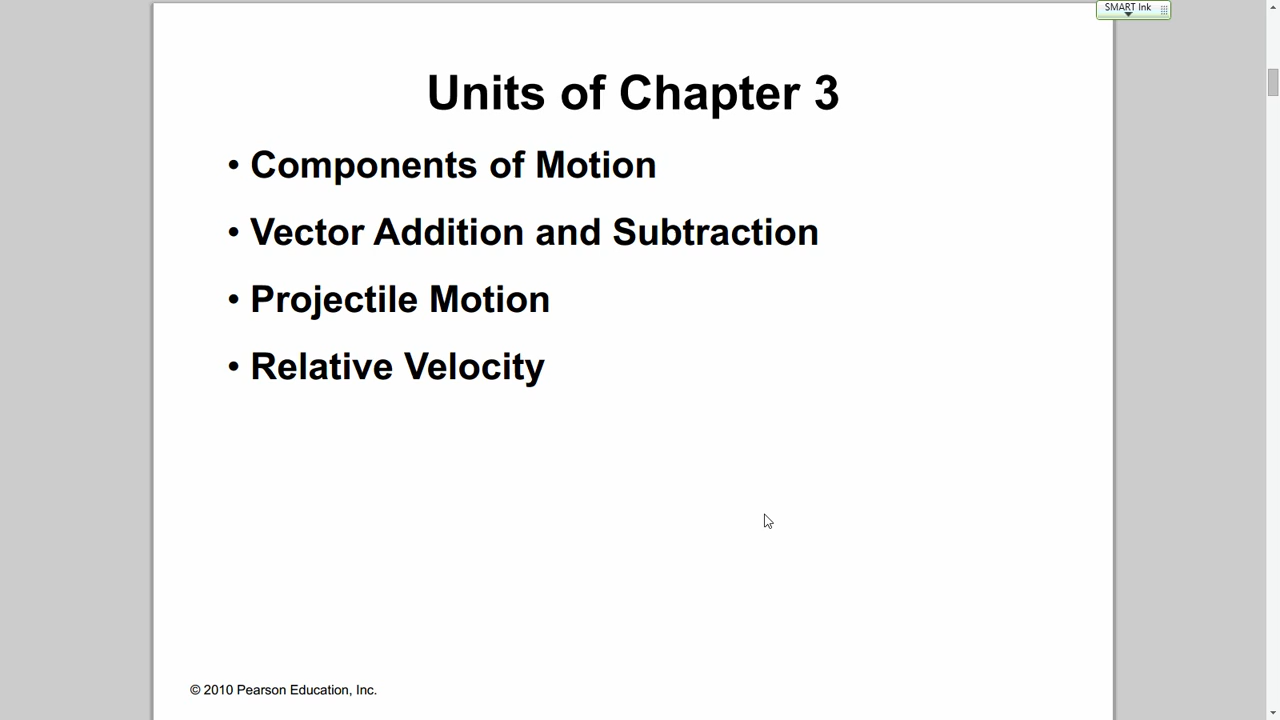 SMART Ink
Units of Chapter 3
• Components of Motion
• Vector Addition and Subtraction
• Projectile Motion
• Relative Velocity
© 2010 Pearson Education, Inc.